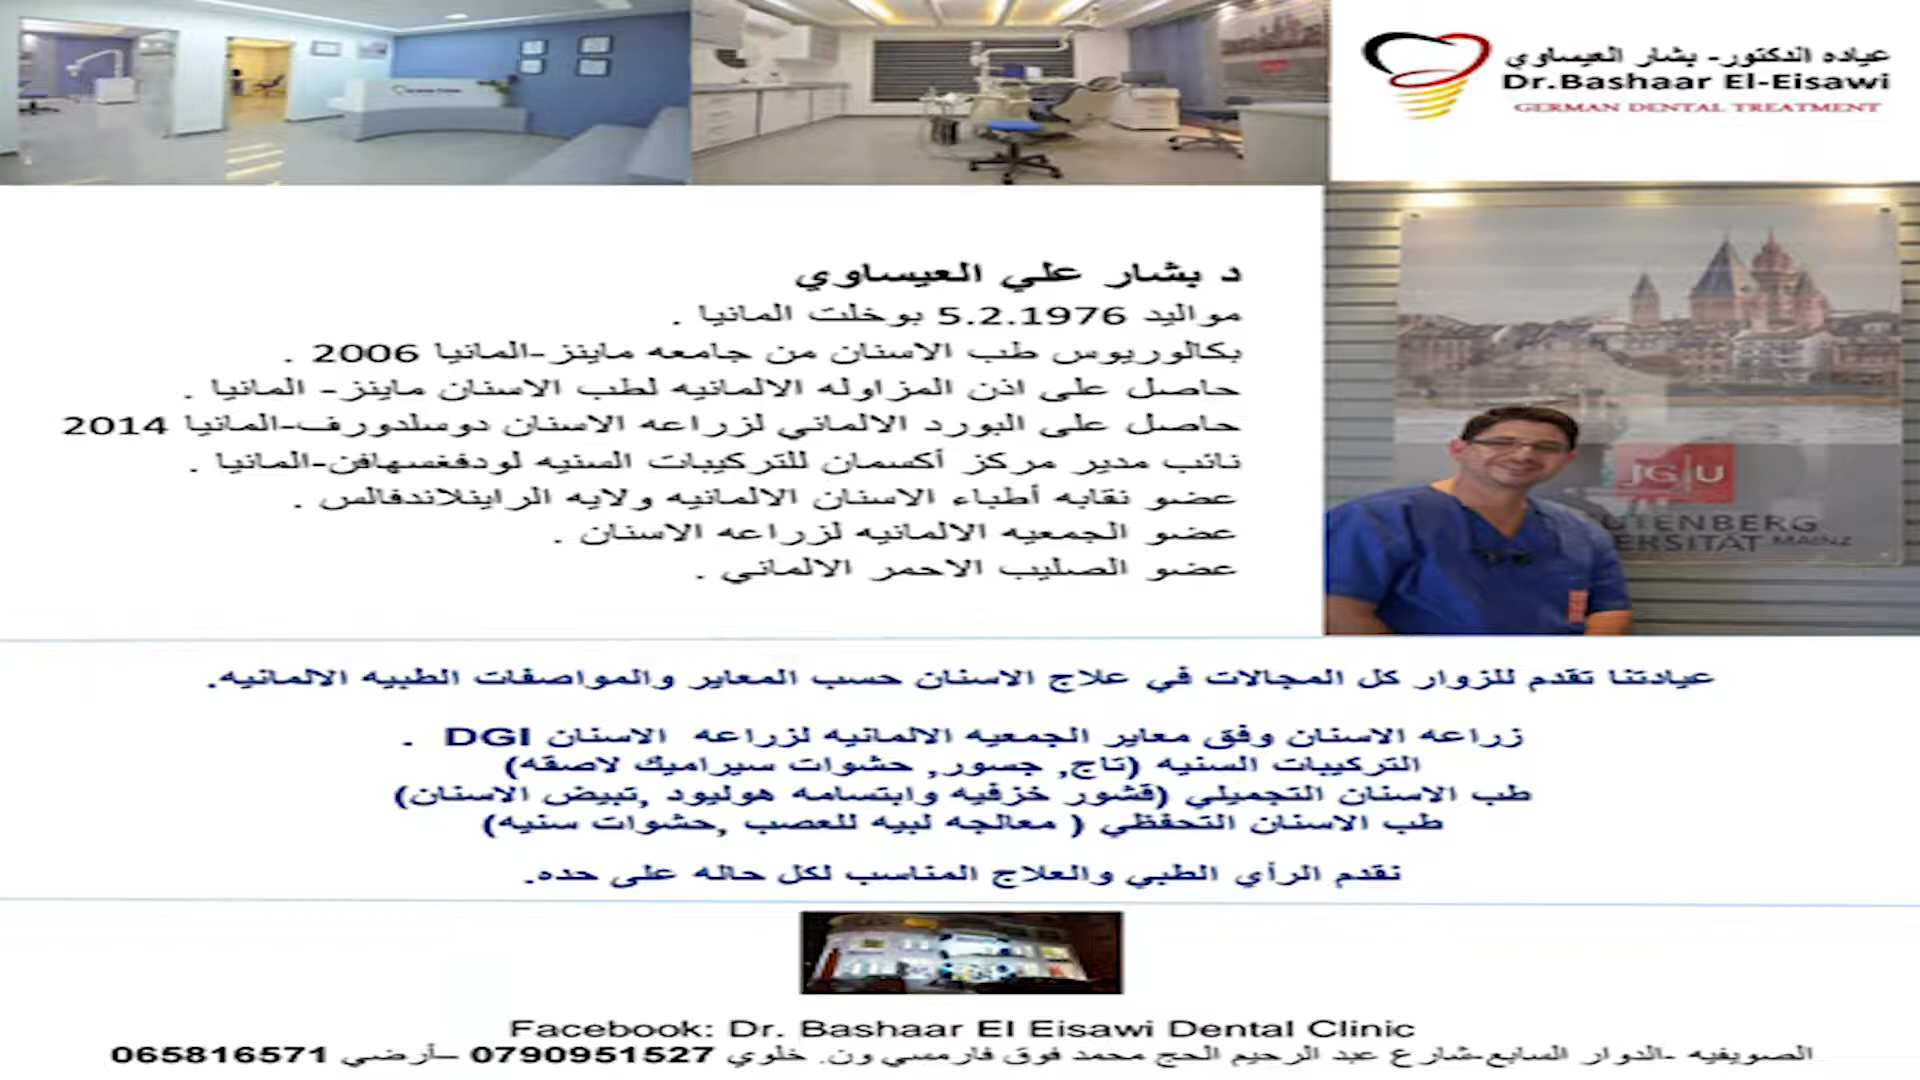 عياده الدكتور- بشار العيساوي
Dr.Bashaar El-Eisawi
GERMAN DENTAL TREATMENT
د بشار علي العيساوي
مواليد 5.2.1976 بوخلت المانيا .
بكالوريوس طب الاسنان من جامعه ماينز-المانيا 2006 .
حاصل على اذن المزاوله الالمانيه لطب الاسنان ماينز- المانيا .
حاصل على البورد الالماني لزراعه الاسنان دوسلدورف-المانيا 2014
نائب مدير مركز أكسمان للتركيبات السنيه لودفغسهافن-المانيا .
عضو نقابه أطباء الاسنان الالمانيه ولايه الراينلاندفالس .
عضو الجمعيه الالمانيه لزراعه الاسنان .
عضو الصليب الاحمر الالماني .
JG|U
UTENBERG
ERSITÄT MAINZ
عيادتنا تقدم للزوار كل المجالات في علاج الاسنان حسب المعاير والمواصفات الطبيه الالمانيه.
زراعه الاسنان وفق معاير الجمعيه الالمانيه لزراعه الاسنان DGI .
التركيبات السنيه (تاج, جسور, حشوات سيراميك لاصقه)
طب الاسنان التجميلي (قشور خزفيه وابتسامه هوليود ,تبيض الاسنان)
طب الاسنان التحفظي ( معالجه لبيه للعصب ,حشوات سنيه)
نقدم الرأي الطبي والعلاج المناسب لكل حاله على حده.
Facebook: Dr. Bashaar El Eisawi Dental Clinic
الصويفيه -الدوار السابع-شارع عبد الرحيم الحج محمد فوق فارمسي ون. خلوي 0790951527 –أرضي 065816571